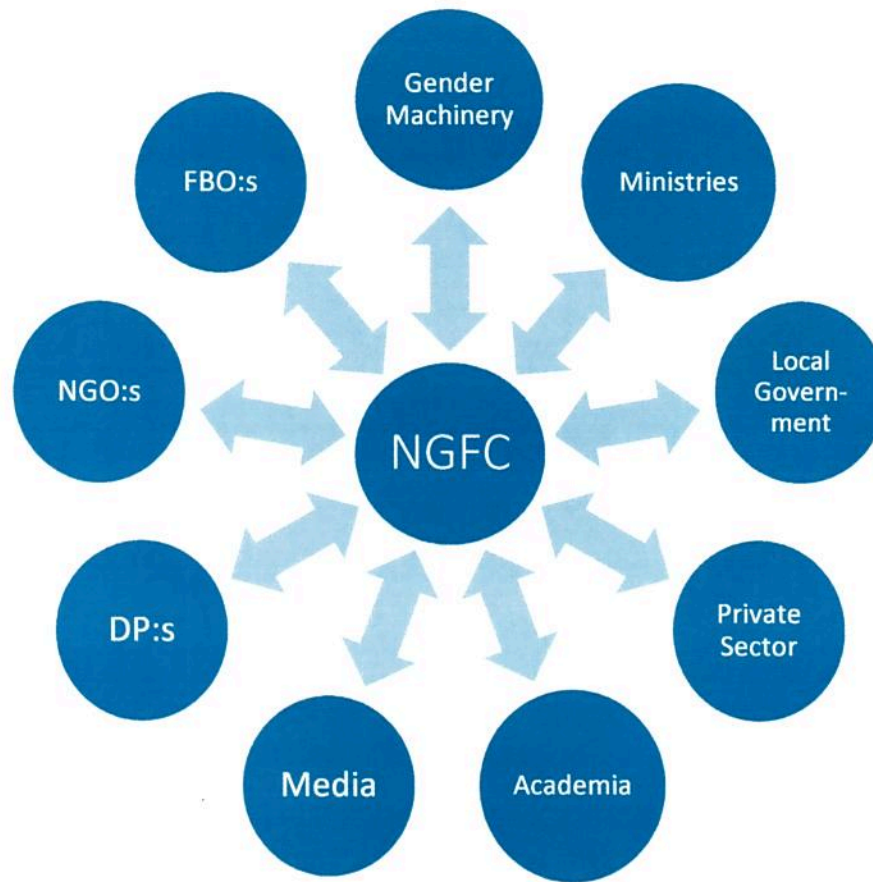 Gender
Machinery
Ministries
Local
Govern-
ment
Private
Sector
Academia
Media
DP:s
NGO:s
FBO:s
NGFC